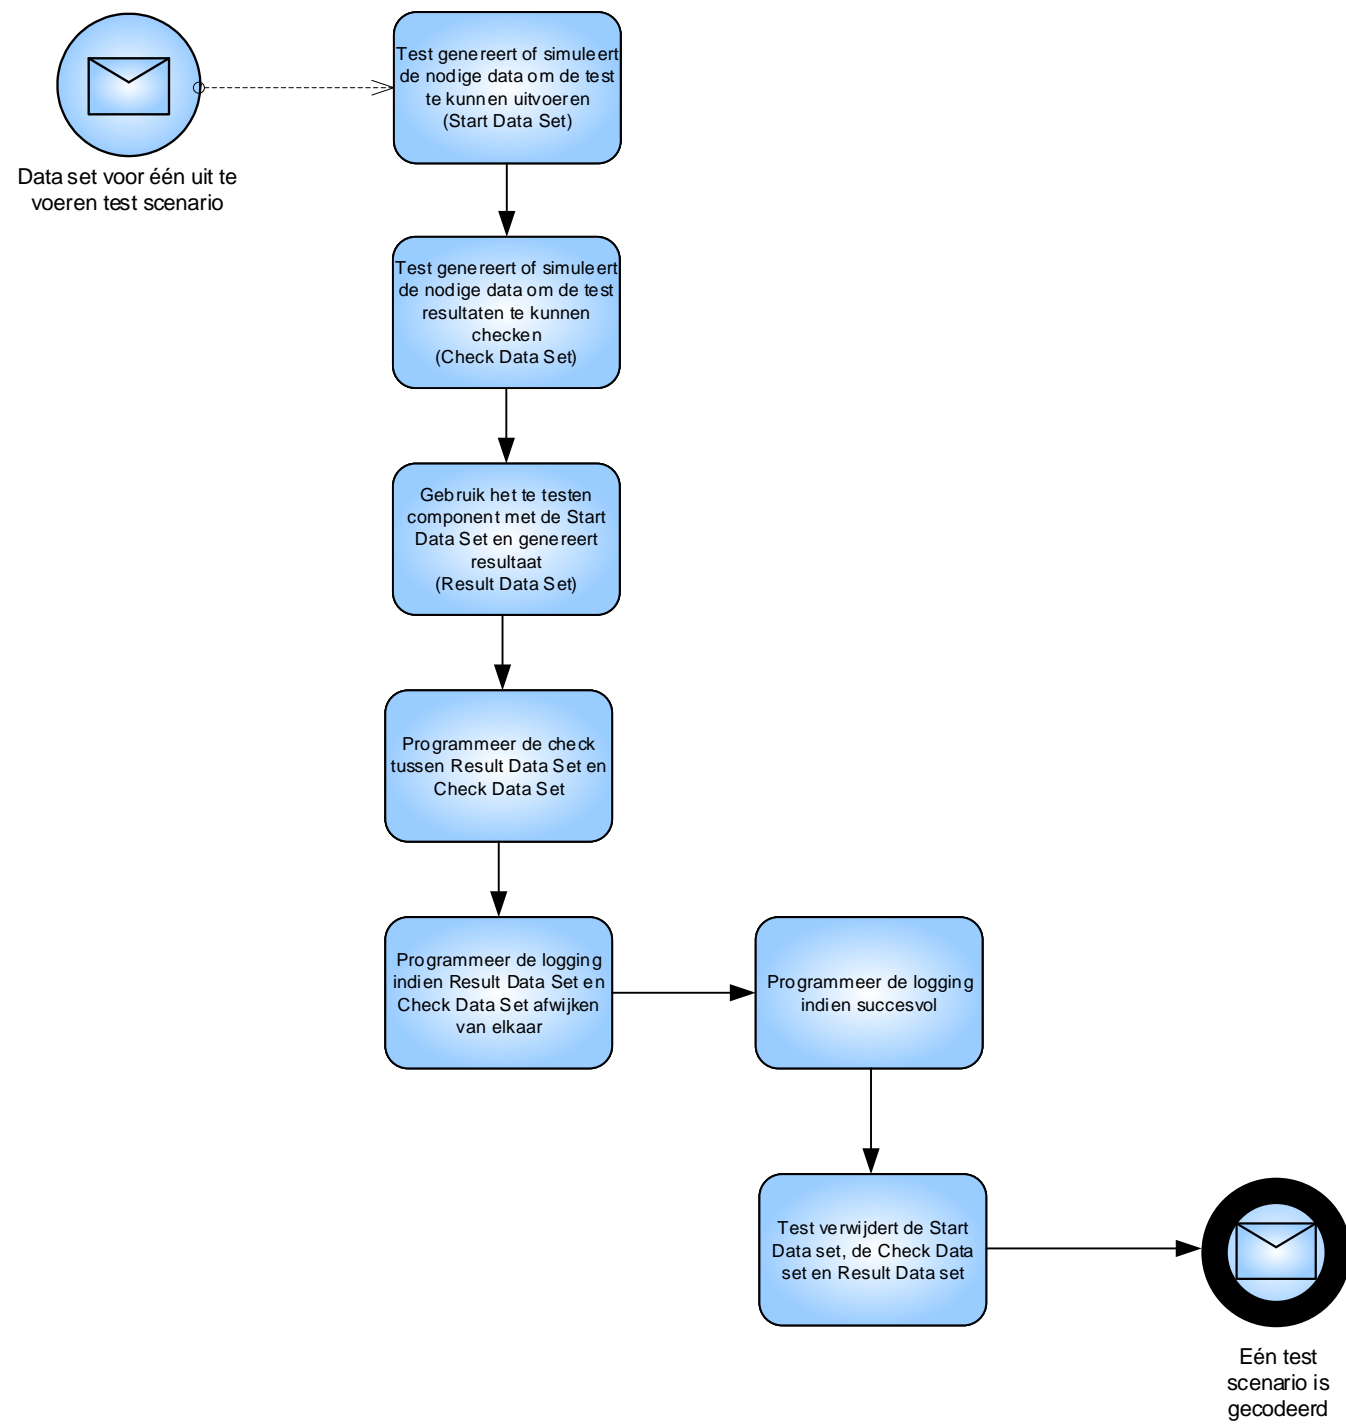 Data set voor één uit te
voeren test scenario
Test genereert of simuleert
de nodige data om de test
te kunnen uitvoeren
(Start Data Set)
Test genereert of simuleert
de nodige data om de test
resultaten te kunnen
checken
(Check Data Set)
Gebruik het te testen
component met de Start
Data Set en genereert
resultaat
(Result Data Set)
Programmeer de check
tussen Result Data Set en
Check Data Set
Programmeer de logging
indien Result Data Set en
Check Data Set afwijken
van elkaar
Programmeer de logging
indien succesvol
Test verwijdert de Start
Data set, de Check Data
set en Result Data set
Eén test
scenario is
gecodeerd